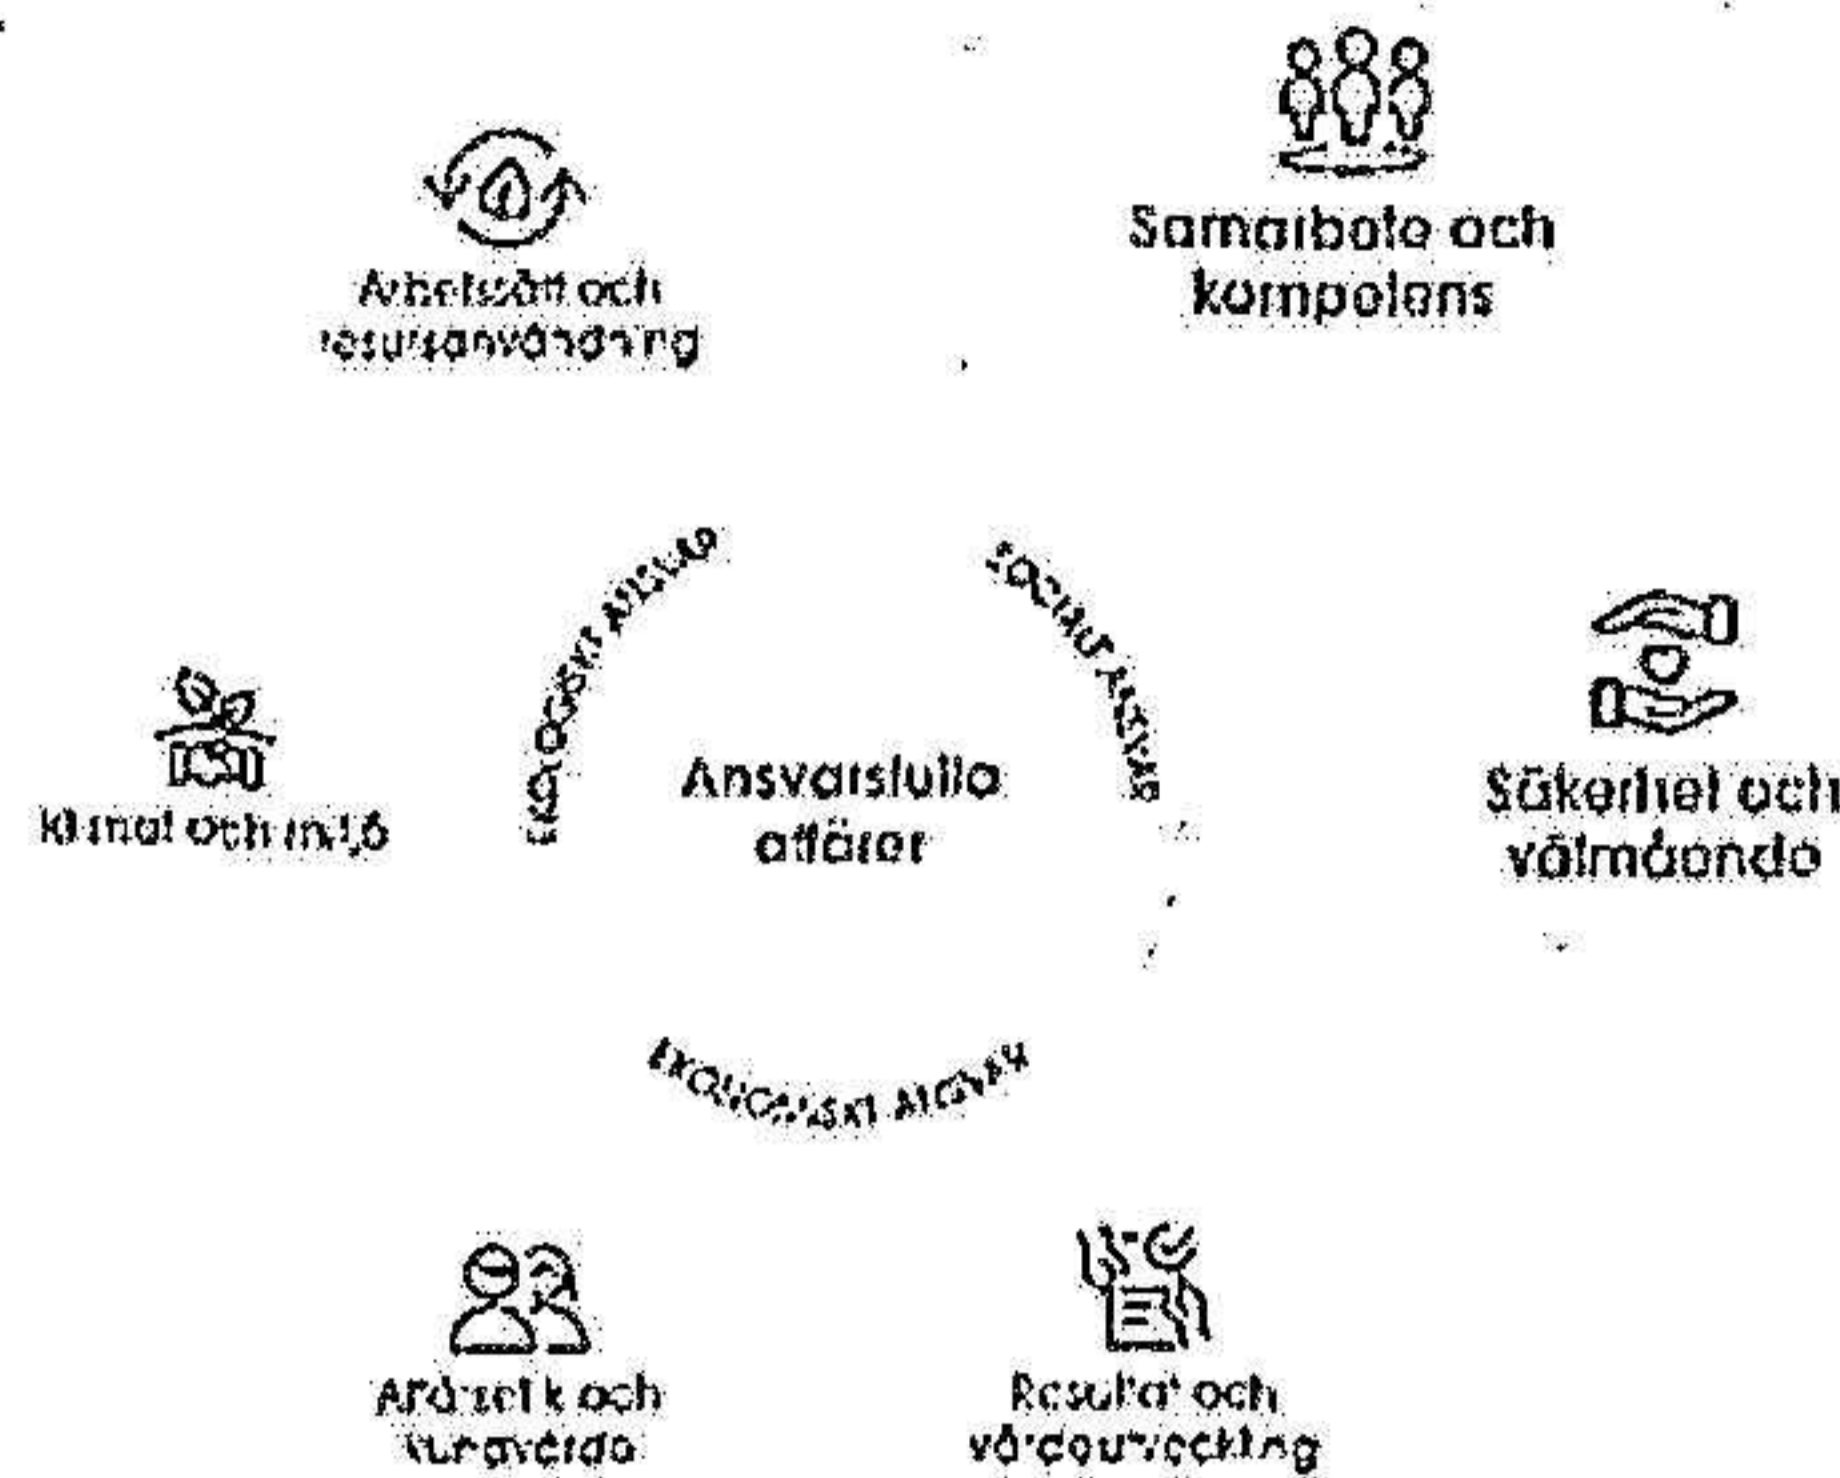 Samarbete och
kompetens
Arbetssätt och
resursanvändning
EKOLOGISKT ANSVAR
SOCIALT ANSVAR
Ansvarsfulla
affärer
Klimat och miljö
Säkerhet och
välmående
EKONOMISKT ANSVAR
Affärsetik och
kundvärde
Resultat och
värdeutveckling